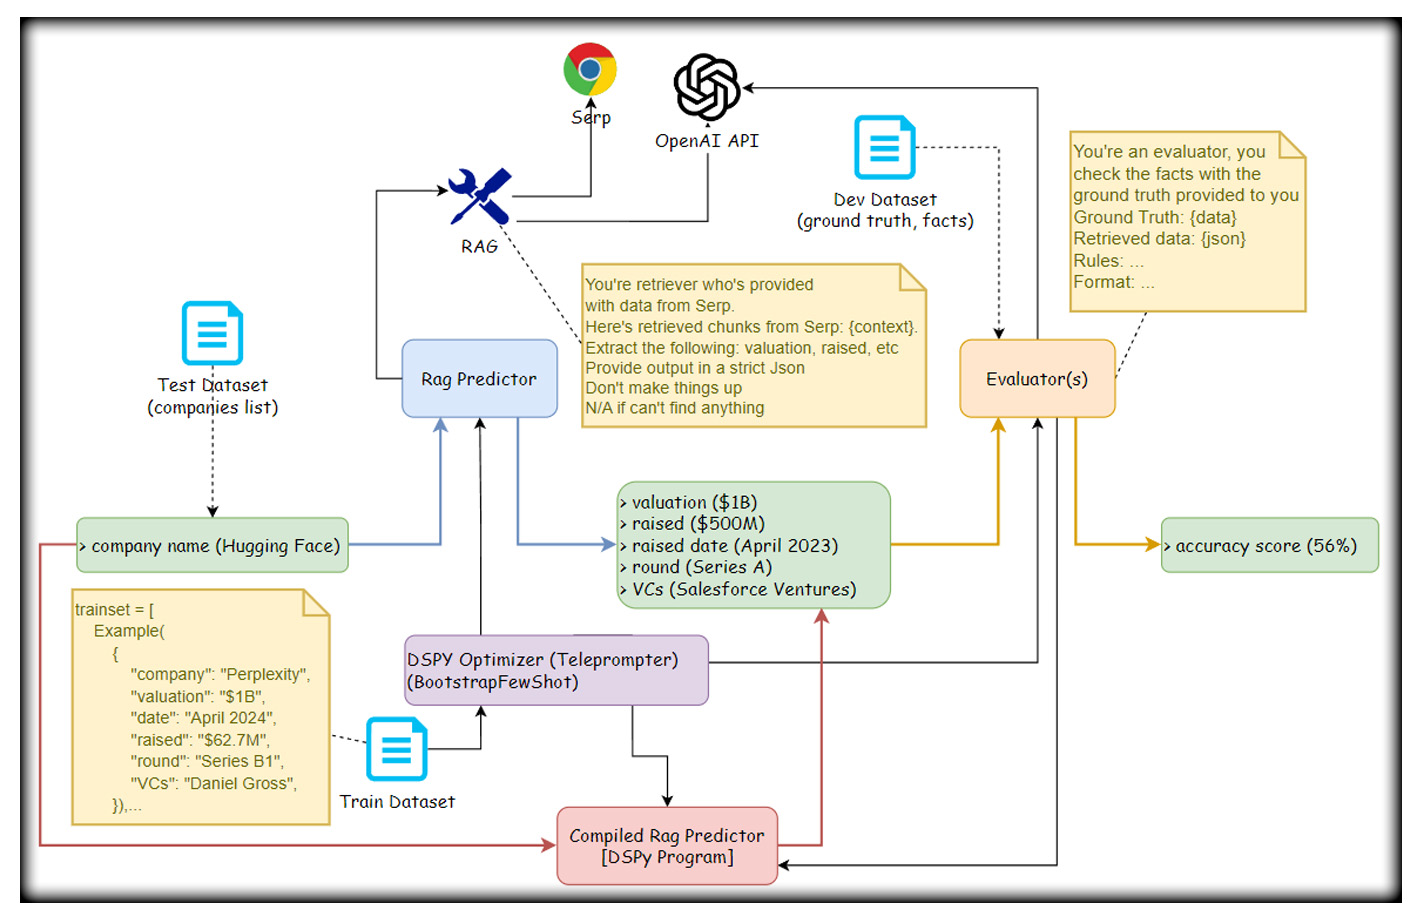 Serp
OpenAI API
RAG
Dev Dataset
(ground truth, facts)
You're an evaluator, you
check the facts with the
ground truth provided to you
Ground Truth: {data}
Retrieved data: {json}
Rules: ...
Format: ...
You're retriever who's provided
with data from Serp.
Here's retrieved chunks from Serp: {context}.
Extract the following: valuation, raised, etc
Provide output in a strict Json
Don't make things up
N/A if can't find anything
Test Dataset
(companies list)
Rag Predictor
Evaluator(s)
> company name (Hugging Face)
> valuation ($1B)
> raised ($500M)
> raised date (April 2023)
> round (Series A)
> VCs (Salesforce Ventures)
> accuracy score (56%)
trainset = [
Example(
{
"company": "Perplexity",
"valuation": "$1B",
"date": "April 2024",
"raised": "$62.7M",
"round": "Series B1",
"VCs": "Daniel Gross",
}),...
DSPY Optimizer (Teleprompter)
(BootstrapFewShot)
Train Dataset
Compiled Rag Predictor
[DSPy Program]